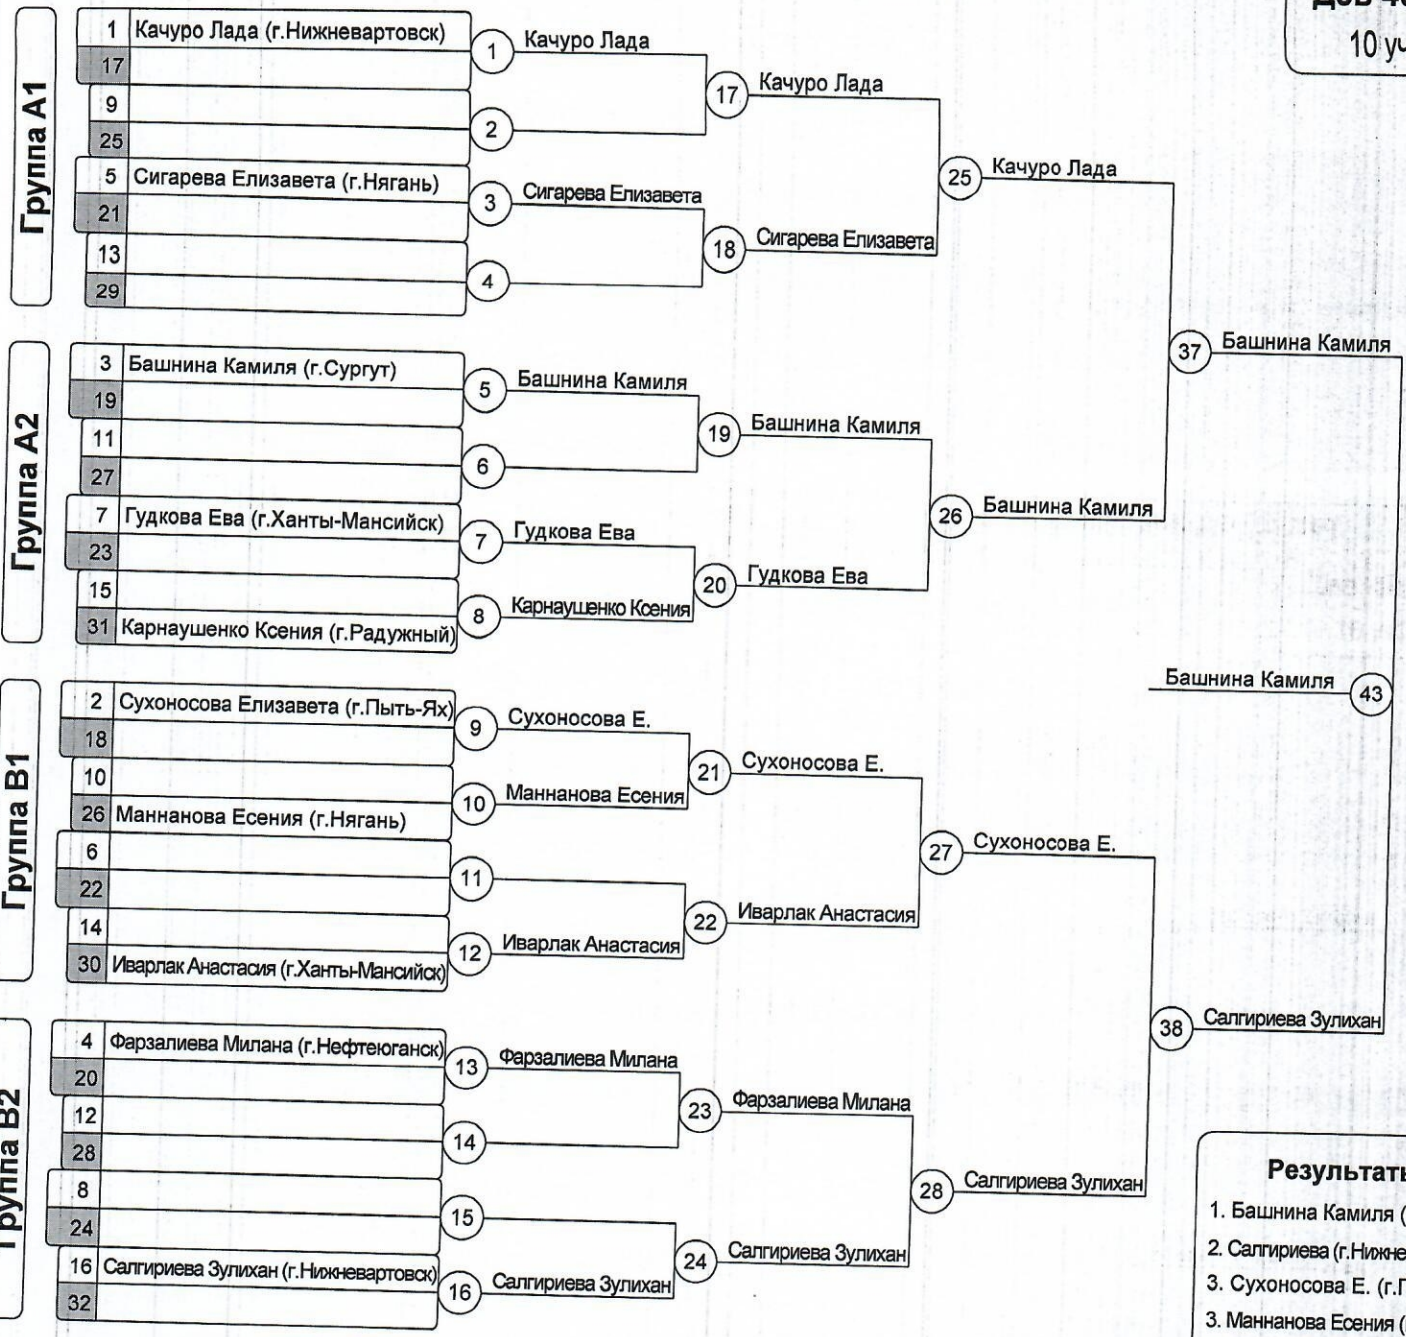 10
Группа A1
1 Качуро Лада (г.Нижневартовск)
17
9
25
5 Сигарева Елизавета (г.Нягань)
21
13
29
1 Качуро Лада
2
3 Сигарева Елизавета
4
17 Качуро Лада
18 Сигарева Елизавета
25 Качуро Лада
Группа A2
3 Башнина Камиля (г.Сургут)
19
11
27
7 Гудкова Ева (г.Ханты-Мансийск)
23
15
31 Карнаушенко Ксения (г.Радужный)
5 Башнина Камиля
6
7 Гудкова Ева
8 Карнаушенко Ксения
19 Башнина Камиля
20 Гудкова Ева
26 Башнина Камиля
37 Башнина Камиля
Башнина Камиля 43
Группа B1
2 Сухоносова Елизавета (г.Пыть-Ях)
18
10
26 Маннанова Есения (г.Нягань)
6
22
14
30 Иварлак Анастасия (г.Ханты-Мансийск)
9 Сухоносова Е.
10 Маннанова Есения
11
12 Иварлак Анастасия
21 Сухоносова Е.
22 Иварлак Анастасия
27 Сухоносова Е.
38 Салгириева Зулихан
B2
4 Фарзалиева Милана (г.Нефтеюганск)
20
12
28
8
24
16 Салгириева Зулихан (г.Нижневартовск)
32
13 Фарзалиева Милана
14
15
16 Салгириева Зулихан
23 Фарзалиева Милана
24 Салгириева Зулихан
28 Салгириева Зулихан
Результаты
1. Башнина Камиля (
2. Салгириева (г.Нижне
3. Сухоносова Е. (г.П
3. Маннанова Есения (